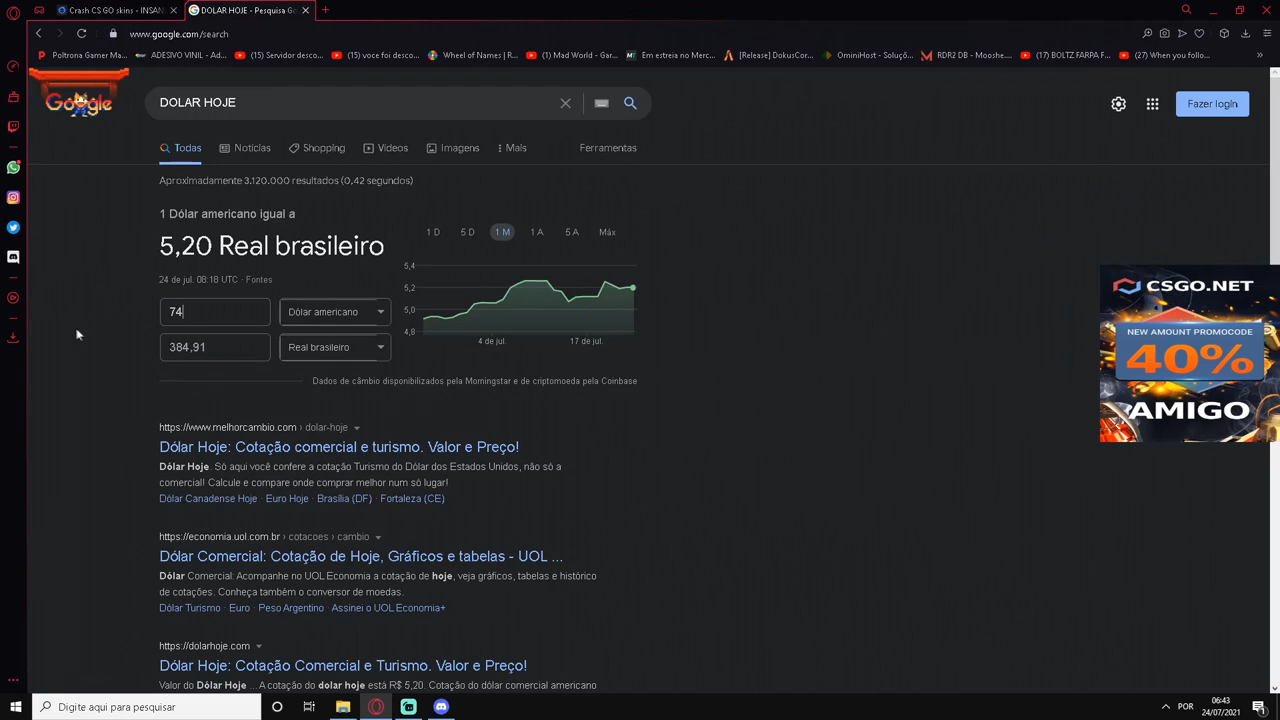 Crash CS GO skins - INSAN
DOLAR HOJE - Pesquisa Go
www.google.com/search
Poltrona Gamer Ma...
ADESIVO VINIL - Ad...
(15) Servidor desco...
(15) voce foi desco...
Wheel of Names | R...
(1) Mad World - Gar...
Em estreia no Merc...
[Release] DokusCor...
OminiHost - Soluçõ...
RDR2 DB - Mooshe...
(17) BOLTZ FARPA F...
(27) When you follo...
Google
DOLAR HOJE
Fazer login
Todas
Notícias
Shopping
Vídeos
Imagens
Mais
Ferramentas
Aproximadamente 3.120.000 resultados (0,42 segundos)
1 Dólar americano igual a
5,20 Real brasileiro
24 de jul. 08:18 UTC · Fontes
74
Dólar americano
384,91
Real brasileiro
1 D
5 D
1 M
1 A
5 A
Máx
5,4
5,2
5,0
4,8
4 de jul.
17 de jul.
Dados de câmbio disponibilizados pela Morningstar e de criptomoeda pela Coinbase
https://www.melhorcambio.com › dolar-hoje
Dólar Hoje: Cotação comercial e turismo. Valor e Preço!
Dólar Hoje. Só aqui você confere a cotação Turismo do Dólar dos Estados Unidos, não só a
comercial! Calcule e compare onde comprar melhor num só lugar!
Dólar Canadense Hoje · Euro Hoje · Brasília (DF) · Fortaleza (CE)
https://economia.uol.com.br › cotacoes › cambio
Dólar Comercial: Cotação de Hoje, Gráficos e tabelas - UOL ...
Dólar Comercial: Acompanhe no UOL Economia a cotação de hoje, veja gráficos, tabelas e histórico
de cotações. Conheça também o conversor de moedas.
Dólar Turismo · Euro · Peso Argentino · Assinei o UOL Economia+
https://dolarhoje.com
Dólar Hoje: Cotação Comercial e Turismo. Valor e Preço!
Valor do Dólar Hoje ... A cotação do dolar hoje está R$ 5,20. Cotação do dólar comercial americano
CSGO.NET
NEW AMOUNT PROMOCODE
40%
AMIGO
Digite aqui para pesquisar
POR
06:43
24/07/2021
1